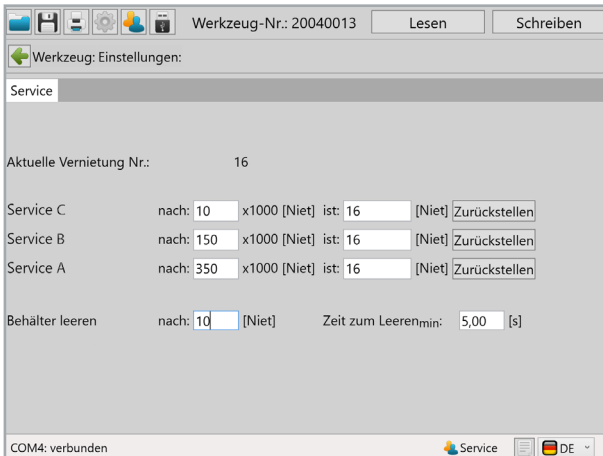 Werkzeug-Nr.: 20040013 Lesen Schreiben
Werkzeug: Einstellungen:
Service
Aktuelle Vernietung Nr.: 16
Service C nach: 10 x1000 [Niet] ist: 16 [Niet] Zurückstellen
Service B nach: 150 x1000 [Niet] ist: 16 [Niet] Zurückstellen
Service A nach: 350 x1000 [Niet] ist: 16 [Niet] Zurückstellen
Behälter leeren nach: 10 [Niet] Zeit zum Leeren min: 5,00 [s]
COM4: verbunden Service DE